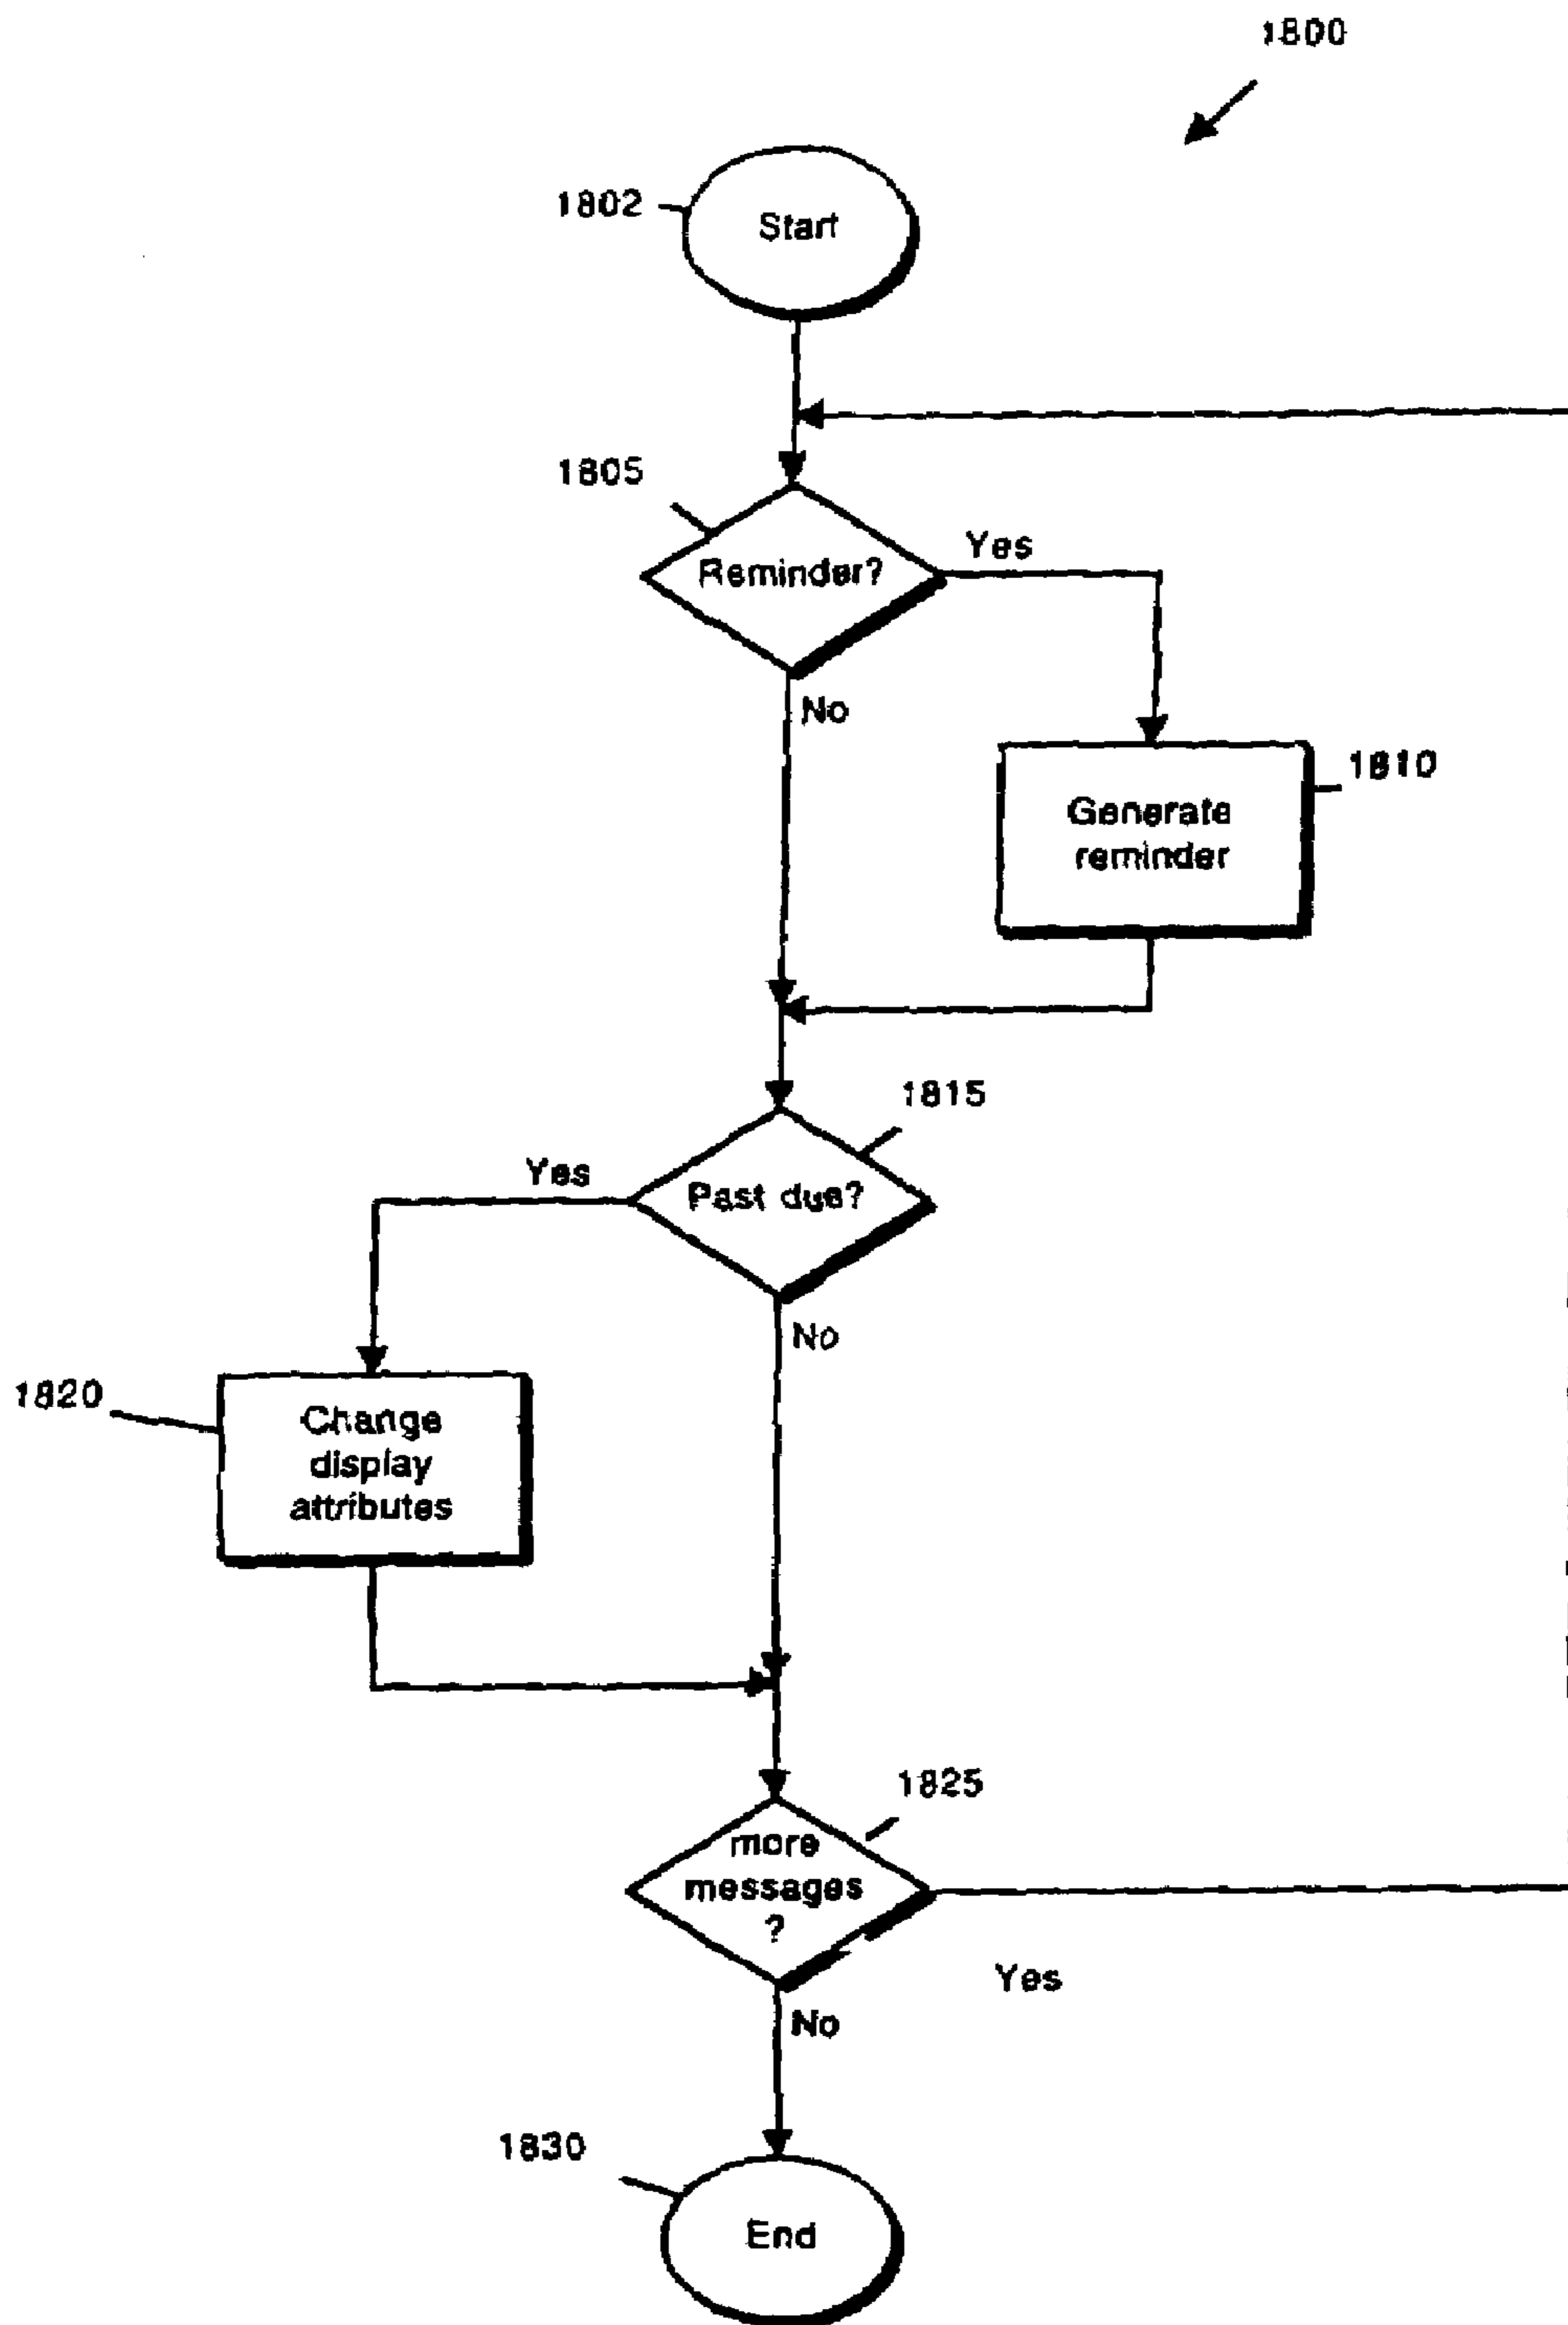 1800
1802
Start
1805
Reminder?
Yes
No
1810
Generate
reminder
1815
Past due?
Yes
No
1820
Change
display
attributes
1825
more
messages
?
Yes
No
1830
End